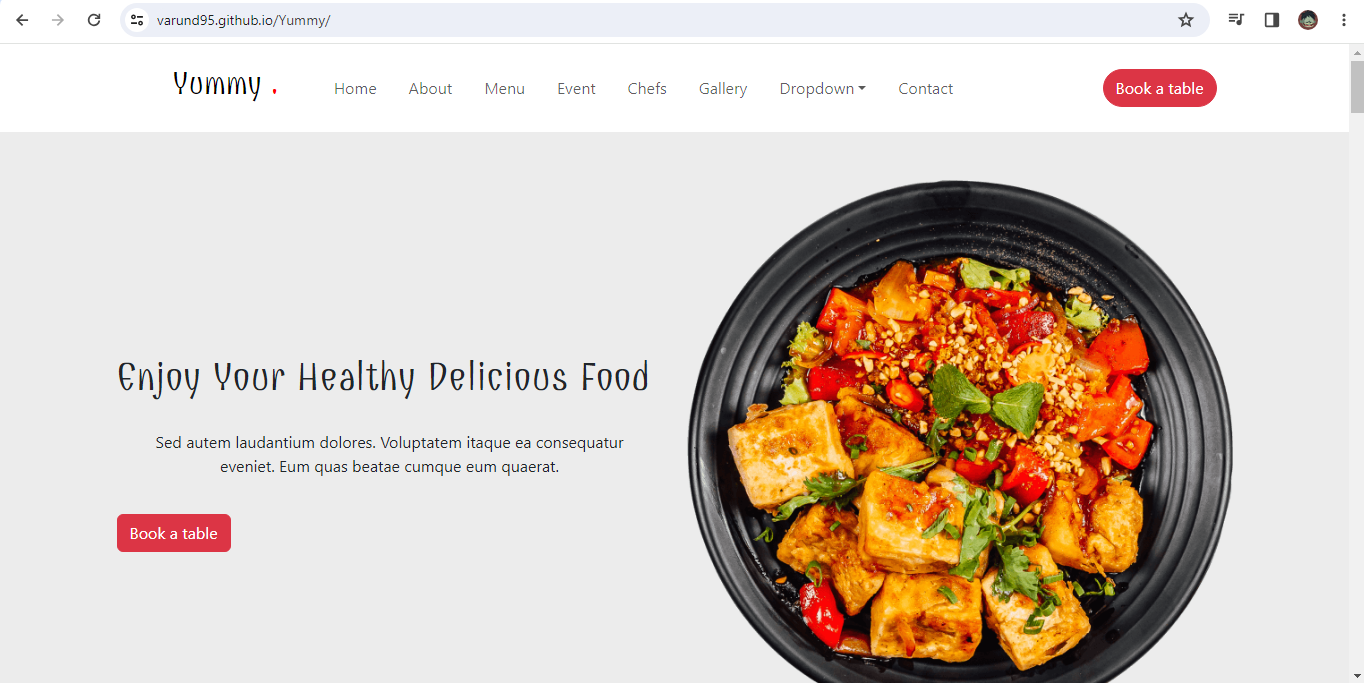 varund95.github.io/Yummy/
Yummy .
Home About Menu Event Chefs Gallery Dropdown Contact
Book a table
Enjoy Your Healthy Delicious Food
Sed autem laudantium dolores. Voluptatem itaque ea consequatur
eveniet. Eum quas beatae cumque eum quaerat.
Book a table